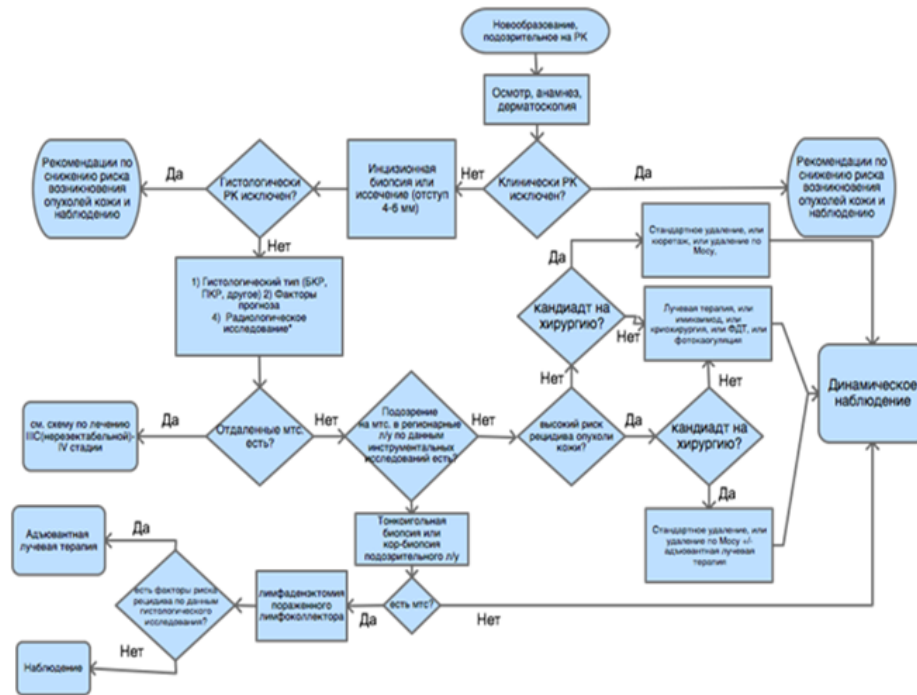 Новообразование,
подозрительное на РК
Осмотр, анамнез,
дерматоскопия
Рекомендации по
снижению риска
возникновения
опухолей кожи и
наблюдению
Да
Гистологически
РК исключен?
Инцизионная
биопсия или
иссечение (отступ
4-6 мм)
Нет
Клинически РК
исключен?
Да
Рекомендации по
снижению риска
возникновения
опухолей кожи и
наблюдению
Нет
1) Гистологический тип (БКР,
ПКР, другое) 2) Факторы
прогноза
4) Радиологическое
исследование*
Да
Стандартное удаление, или
кюретаж, или удаление по
Мосу,
кандиадт на
хирургию?
Нет
Лучевая терапия, или
имиквимод, или
криохирургия, или ФДТ, или
фотокоагуляция
Динамическое
наблюдение
см. схему по лечению
IIIC(нерезектабельной)-
IV стадии
Да
Отдаленные мтс.
есть?
Нет
Подозрение
на мтс. в регионарные
л/у по данным
инструментальных
исследований есть?
Нет
Нет
высокий риск
рецидива опухоли
кожи?
Да
Нет
кандиадт на
хирургию?
Да
Тонкоигольная
биопсия или
кор-биопсия
подозрительного л/у
Стандартное удаление, или
удаление по Мосу +/-
адъювантная лучевая
терапия
Адъювантная
лучевая терапия
Да
есть факторы риска
рецидива по данным
гистологического
исследования?
лимфаденэктомия
пораженного
лимфоколлектора
Да
есть мтс?
Нет
Нет
Наблюдение